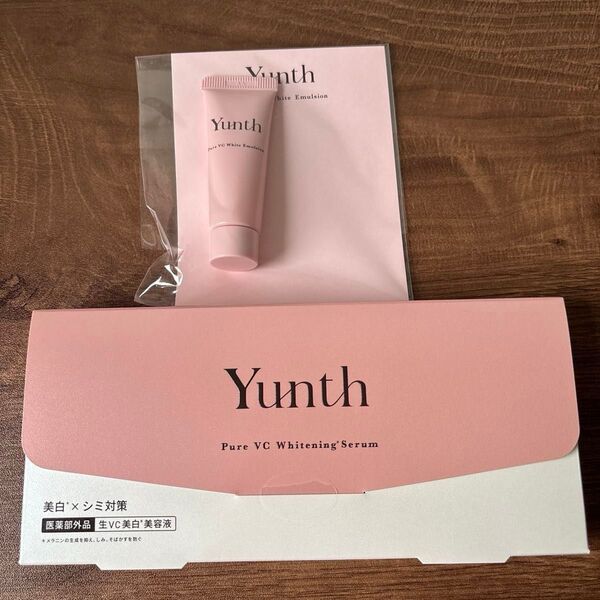 Yunth
White Emulsion
Yunth
Pure VC White Emulsion
Yunth
Pure VC Whitening*Serum
美白*×シミ対策
医薬部外品 生VC美白*美容液
*メラニンの生成を抑え、しみ、そばかすを防ぐ